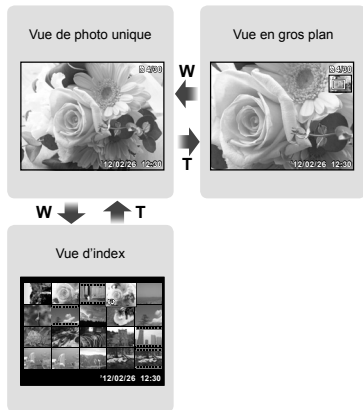 Vue de photo unique
Vue en gros plan
4/30
4/30
W
T
'12/02/26 12:30
'12/02/26 12:30
W
T
Vue d'index
'12/02/26 12:30